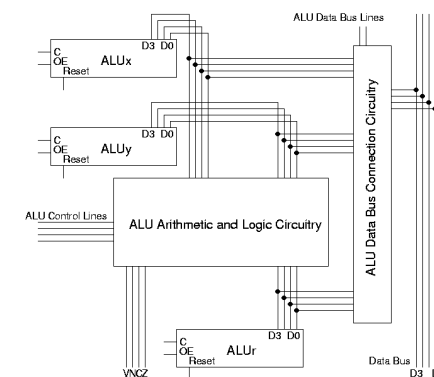 ALU Data Bus Lines
D3 D0
C
OE
ALUx
Reset
D3 D0
C
OE
ALUy
Reset
ALU Data Bus Connection Circuitry
ALU Control Lines
ALU Arithmetic and Logic Circuitry
D3 D0
C
OE
ALUr
Reset
VNCZ
Data Bus
D3